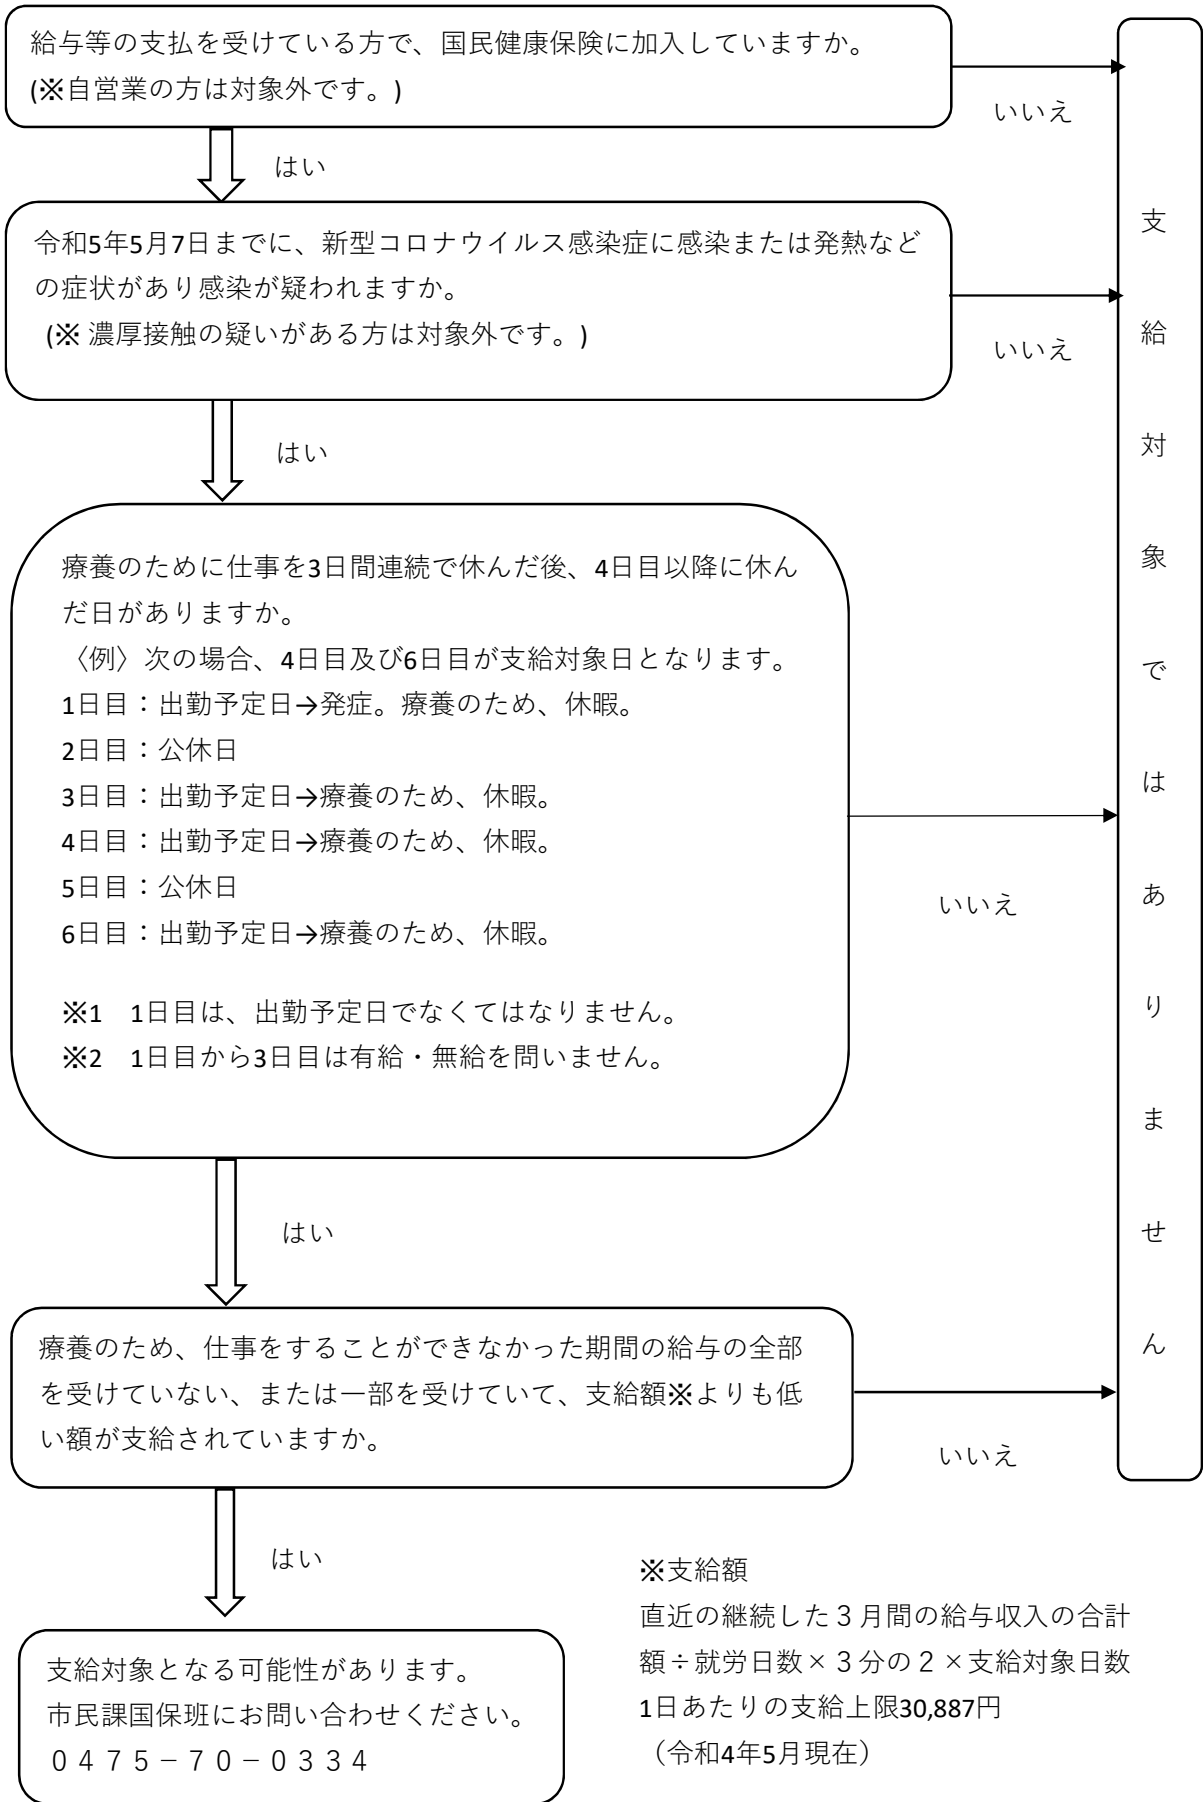 給与等の支払を受けている方で、国民健康保険に加入していますか。
(※自営業の方は対象外です。)
いいえ
はい
令和5年5月7日までに、新型コロナウイルス感染症に感染または発熱など
の症状があり感染が疑われますか。
(※ 濃厚接触の疑いがある方は対象外です。)
いいえ
はい
療養のために仕事を3日間連続で休んだ後、4日目以降に休ん
だ日がありますか。
〈例〉次の場合、4日目及び6日目が支給対象日となります。
1日目：出勤予定日→発症。療養のため、休暇。
2日目：公休日
3日目：出勤予定日→療養のため、休暇。
4日目：出勤予定日→療養のため、休暇。
5日目：公休日
6日目：出勤予定日→療養のため、休暇。
※1　1日目は、出勤予定日でなくてはなりません。
※2　1日目から3日目は有給・無給を問いません。
いいえ
はい
療養のため、仕事をすることができなかった期間の給与の全部
を受けていない、または一部を受けていて、支給額※よりも低
い額が支給されていますか。
いいえ
はい
支給対象となる可能性があります。
市民課国保班にお問い合わせください。
０４７５－７０－０３３４
※支給額
直近の継続した３月間の給与収入の合計
額÷就労日数×３分の２×支給対象日数
1日あたりの支給上限30,887円
（令和4年5月現在）
支給対象ではありません